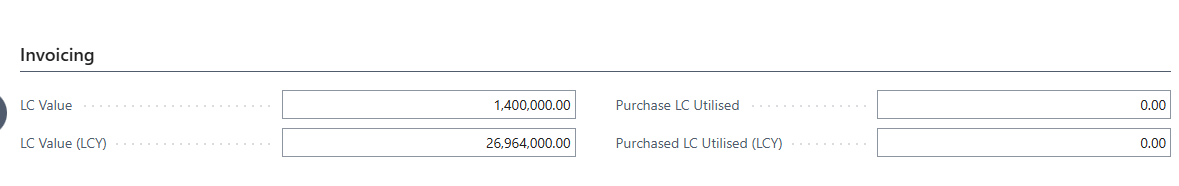 Invoicing
LC Value 1,400,000.00 Purchase LC Utilised 0.00
LC Value (LCY) 26,964,000.00 Purchased LC Utilised (LCY) 0.00